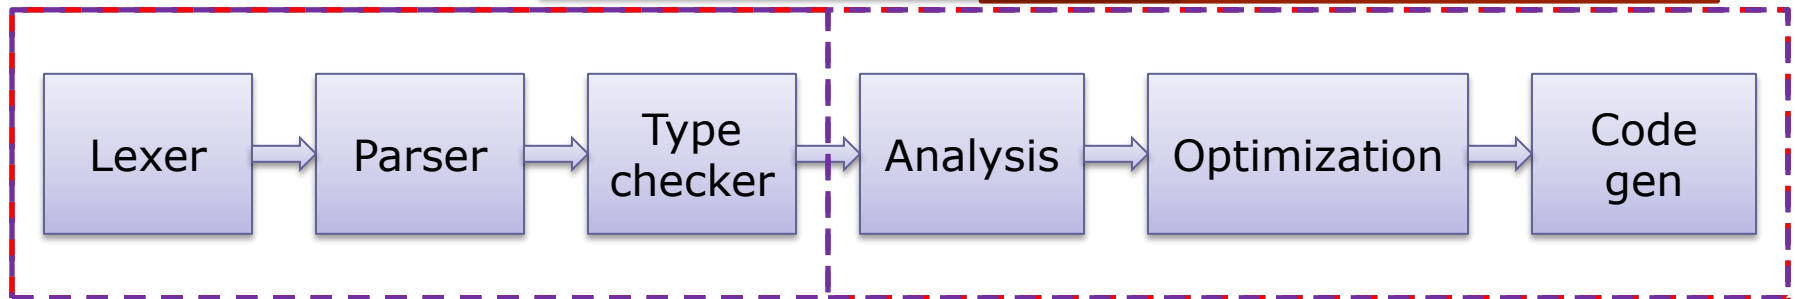 Lexer
Parser
Type
checker
Analysis
Optimization
Code
gen